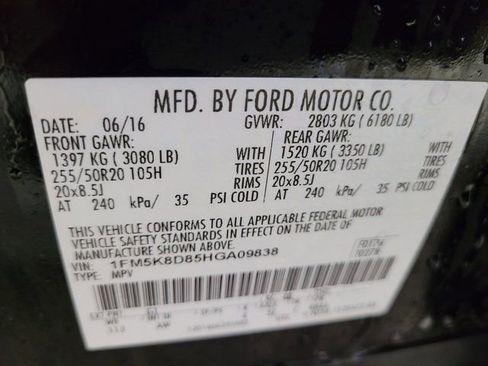 MFD. BY FORD MOTOR CO.
DATE: 06/16 GVWR: 2803 KG ( 6180 LB)
FRONT GAWR: REAR GAWR:
1397 KG ( 3080 LB) WITH 1520 KG ( 3350 LB) WITH
255/50R20 105H TIRES 255/50R20 105H TIRES
20x8.5J RIMS 20x8.5J RIMS
AT 240 kPa/ 35 PSI COLD AT 240 kPa/ 35 PSI COLD
THIS VEHICLE CONFORMS TO ALL APPLICABLE FEDERAL MOTOR
VEHICLE SAFETY STANDARDS IN EFFECT ON THE DATE OF
MANUFACTURE SHOWN ABOVE.
VIN: 1FM5K8D85HGA09838
TYPE: MPV
EXT PNT: